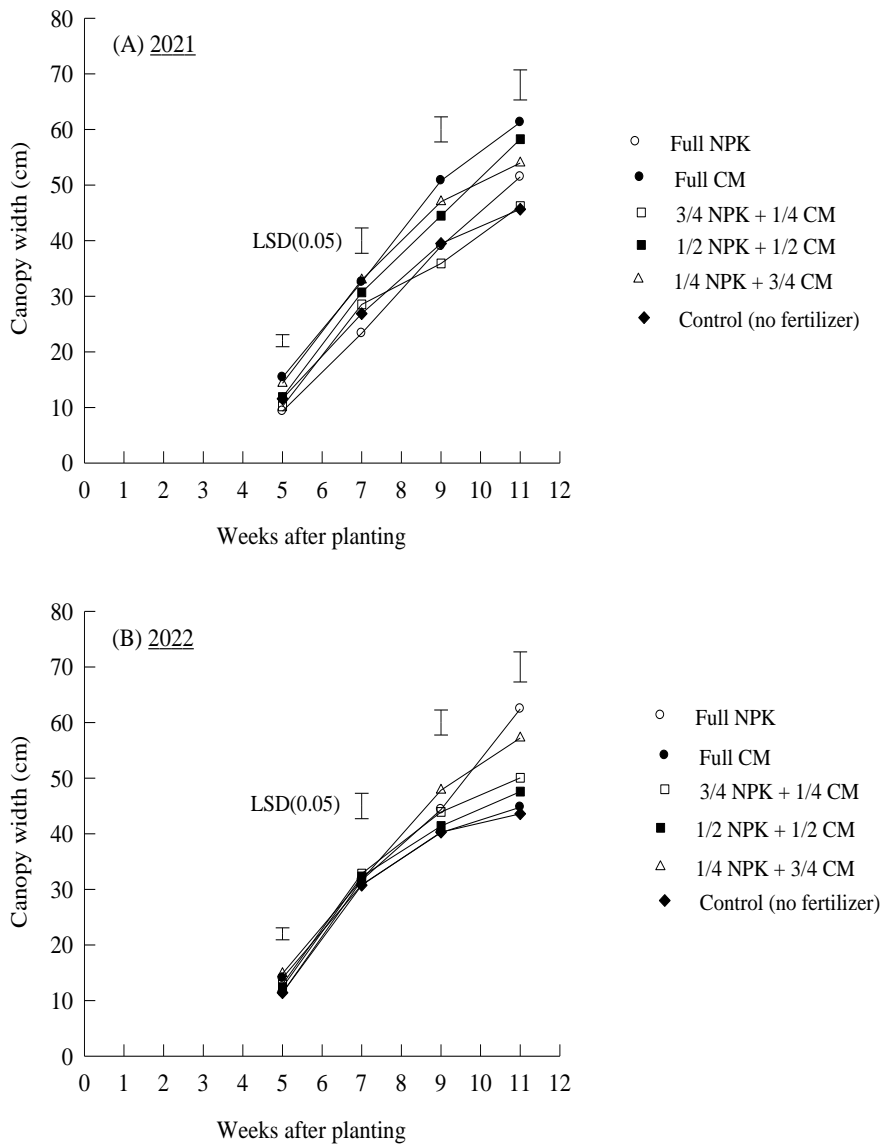 80
(A) 2021
70
60
50
40
30
20
10
0
LSD(0.05)
Canopy width (cm)
0 1 2 3 4 5 6 7 8 9 10 11 12
Weeks after planting
Full NPK
Full CM
3/4 NPK + 1/4 CM
1/2 NPK + 1/2 CM
1/4 NPK + 3/4 CM
Control (no fertilizer)
80
(B) 2022
70
60
50
40
30
20
10
0
LSD(0.05)
Canopy width (cm)
0 1 2 3 4 5 6 7 8 9 10 11 12
Weeks after planting
Full NPK
Full CM
3/4 NPK + 1/4 CM
1/2 NPK + 1/2 CM
1/4 NPK + 3/4 CM
Control (no fertilizer)